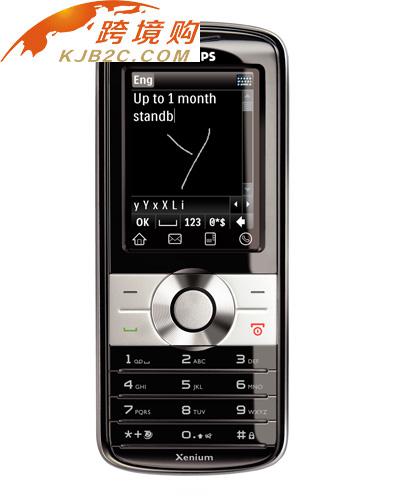 跨境购
KJB2C.COM
PS
Eng
Up to 1 month
standb
y Y x X L i
OK 123 @*$
1
2 ABC
3 DEF
4 GHI
5 JKL
6 MNO
7 PQRS
8 TUV
9 WXYZ
*+
0.
#
Xenium